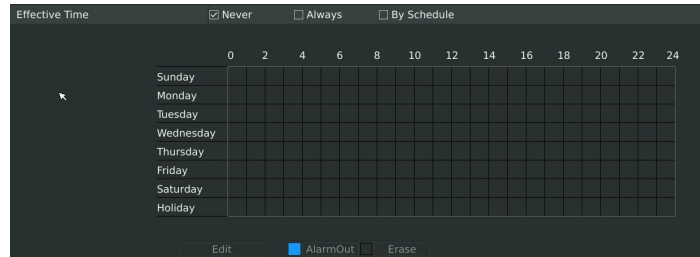 Effective Time Never Always By Schedule
0 2 4 6 8 10 12 14 16 18 20 22 24
Sunday
Monday
Tuesday
Wednesday
Thursday
Friday
Saturday
Holiday
Edit AlarmOut Erase